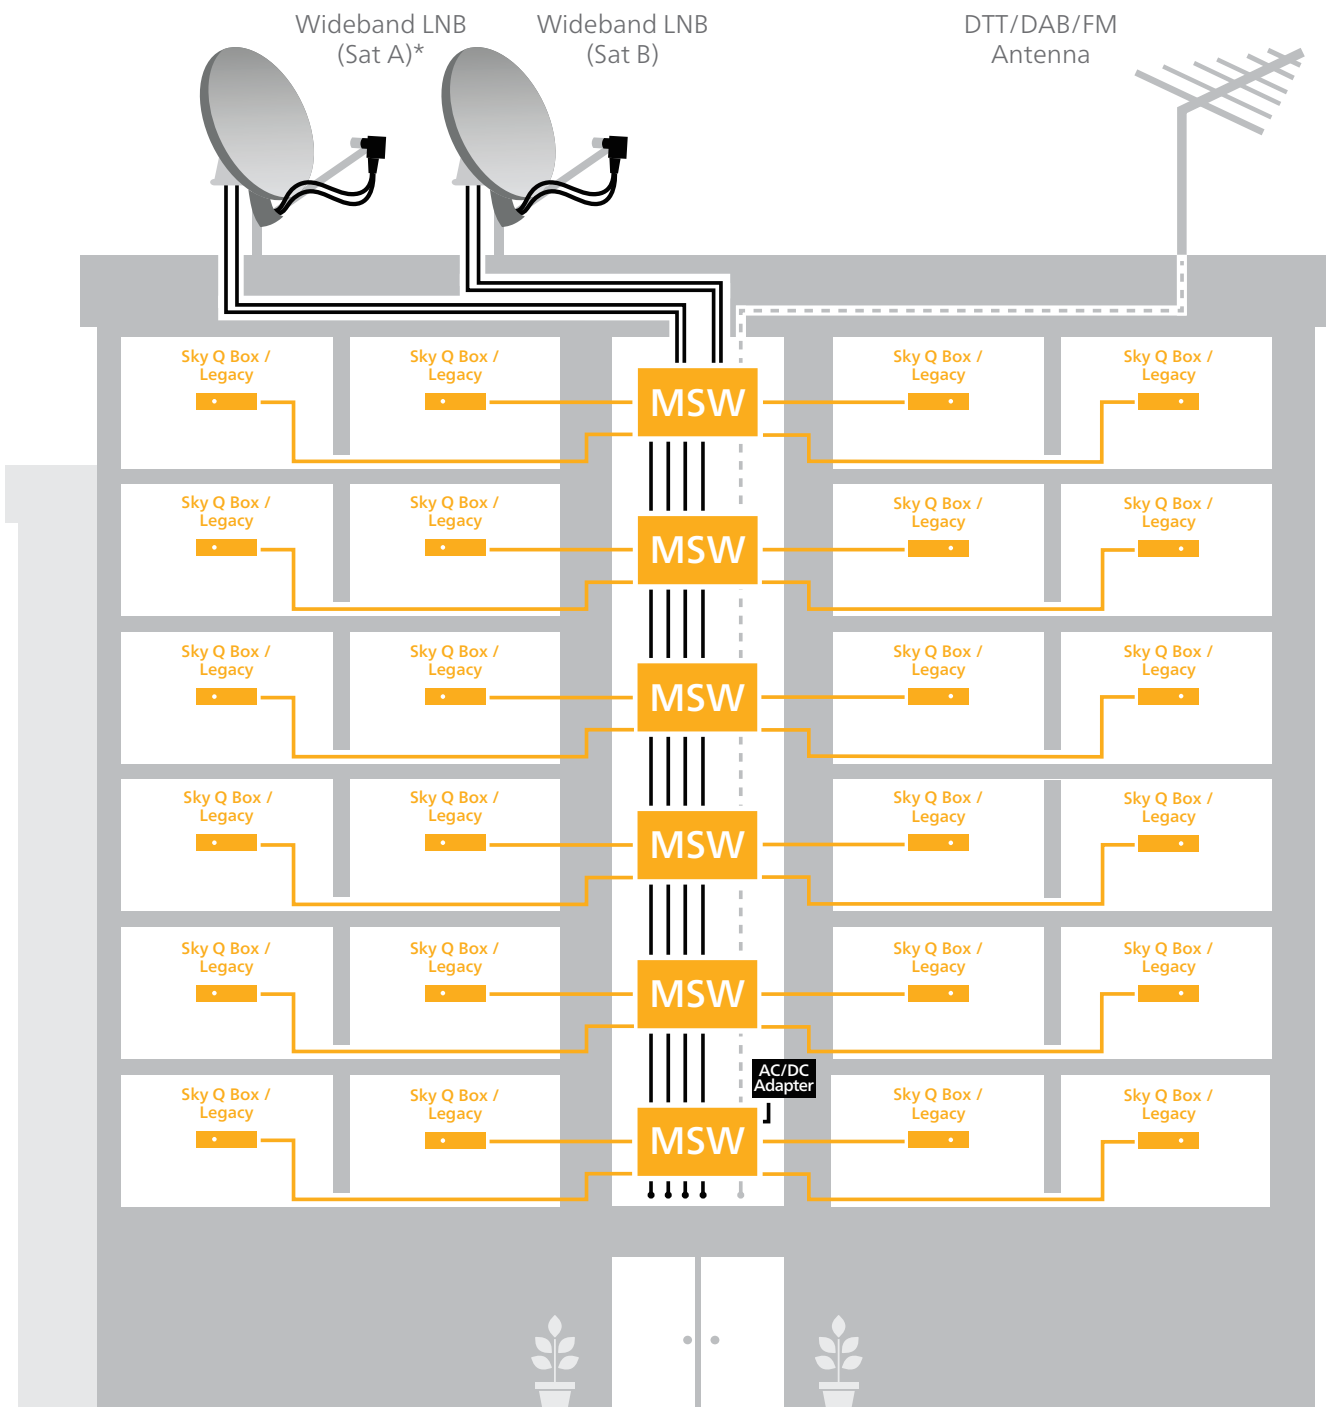 Wideband LNB
(Sat A)*
Wideband LNB
(Sat B)
DTT/DAB/FM
Antenna
Sky Q Box /
Legacy
Sky Q Box /
Legacy
MSW
Sky Q Box /
Legacy
Sky Q Box /
Legacy
Sky Q Box /
Legacy
Sky Q Box /
Legacy
MSW
Sky Q Box /
Legacy
Sky Q Box /
Legacy
Sky Q Box /
Legacy
Sky Q Box /
Legacy
MSW
Sky Q Box /
Legacy
Sky Q Box /
Legacy
Sky Q Box /
Legacy
Sky Q Box /
Legacy
MSW
Sky Q Box /
Legacy
Sky Q Box /
Legacy
Sky Q Box /
Legacy
Sky Q Box /
Legacy
MSW
Sky Q Box /
Legacy
Sky Q Box /
Legacy
AC/DC
Adapter
Sky Q Box /
Legacy
Sky Q Box /
Legacy
MSW
Sky Q Box /
Legacy
Sky Q Box /
Legacy